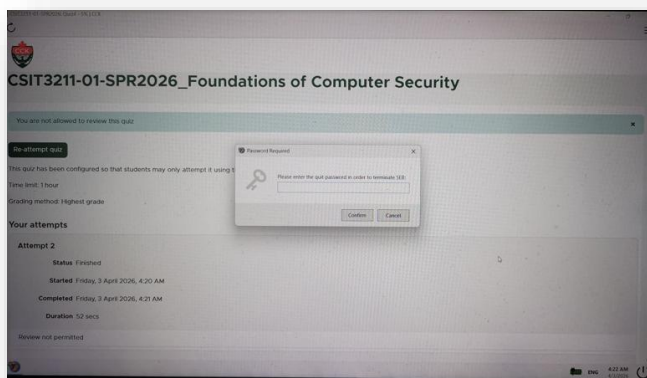 CSIT3211-01-SPR2026_Foundations of Computer Security
You are not allowed to review this quiz
Re-attempt quiz
This quiz has been configured so that students may only attempt it using t
Time limit: 1 hour
Grading method: Highest grade
Your attempts
Attempt 2
Status Finished
Started Friday, 3 April 2026, 4:20 AM
Completed Friday, 3 April 2026, 4:21 AM
Duration 52 secs
Review not permitted
Password Required
Please enter the quit password in order to terminate SEB:
Confirm Cancel
ENG 4:22 AM